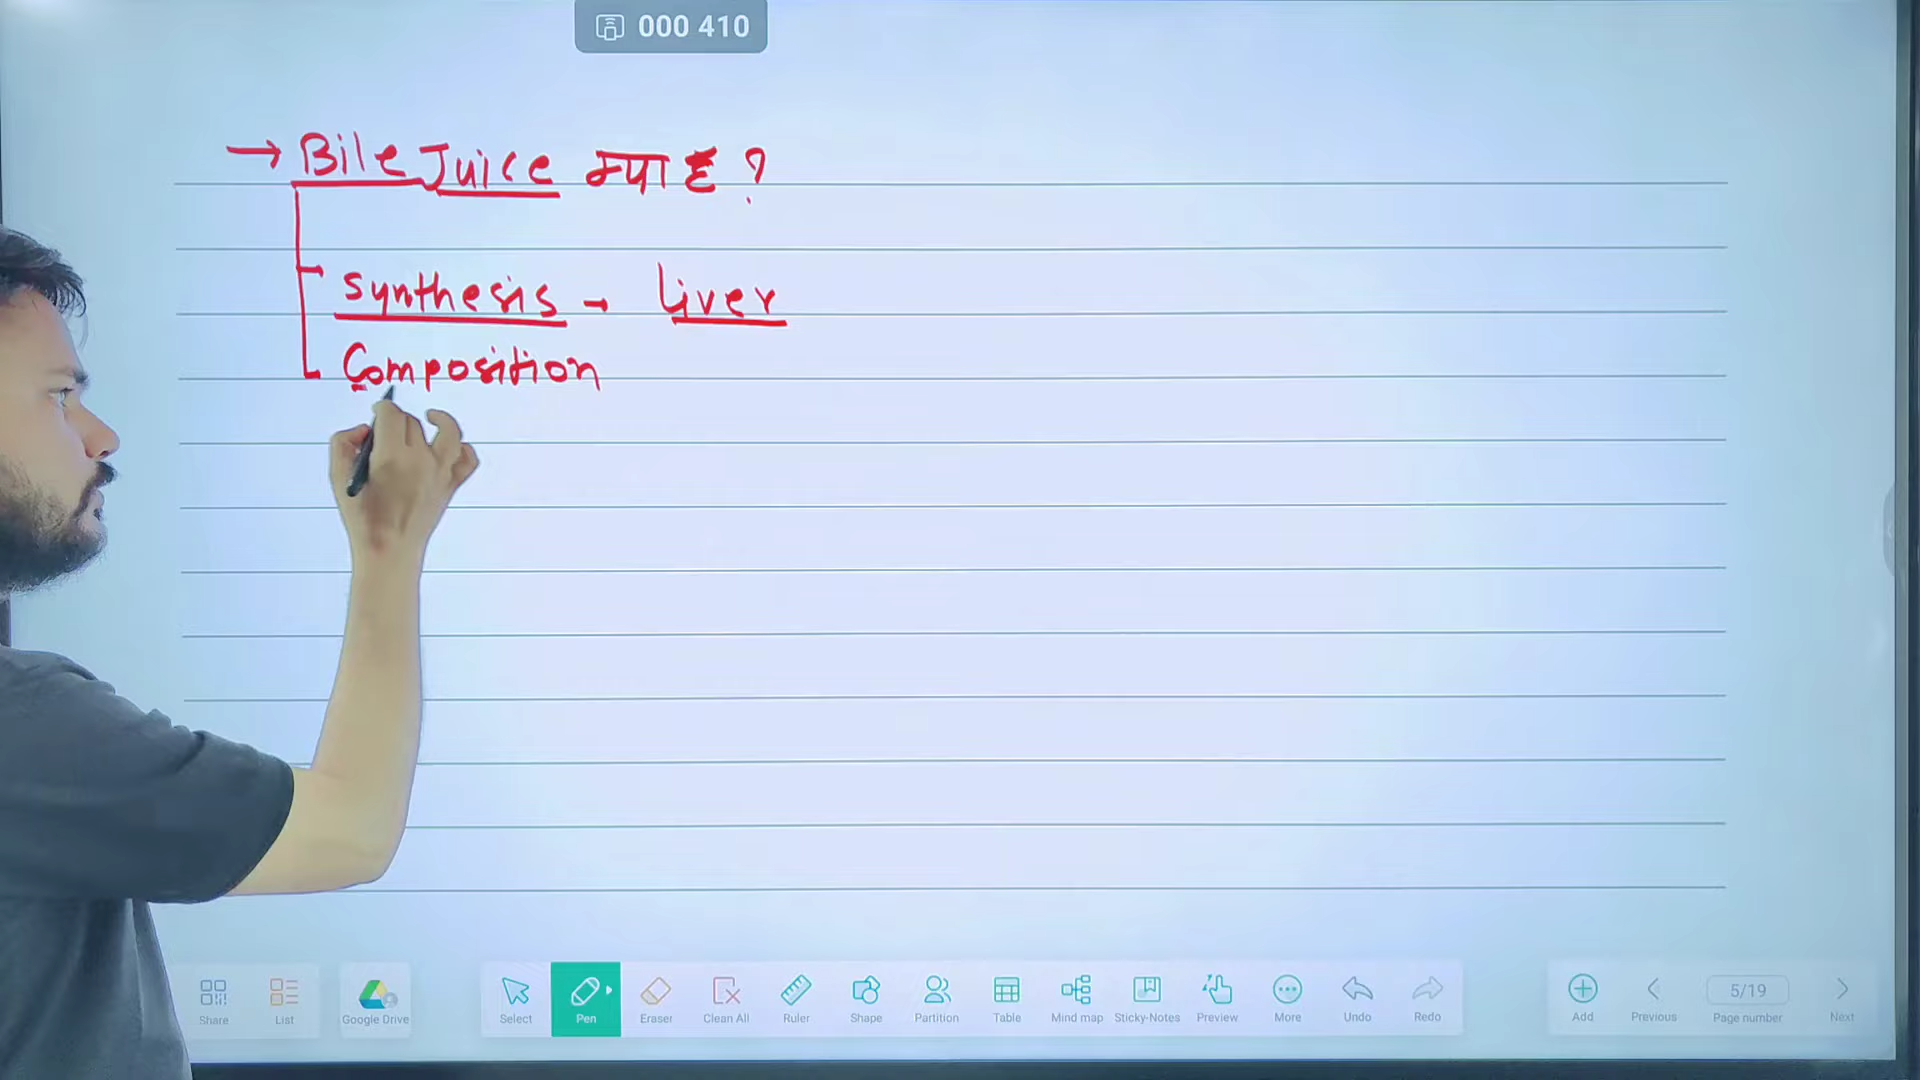 000 410
→ Bile Juice क्या है ?
Synthesis → Liver
Composition
Share List Google Drive Select Pen Eraser Clean All Ruler Shape Partition Table Mind map Sticky-Notes Preview More Undo Redo Add Previous 5/19 Page number Next